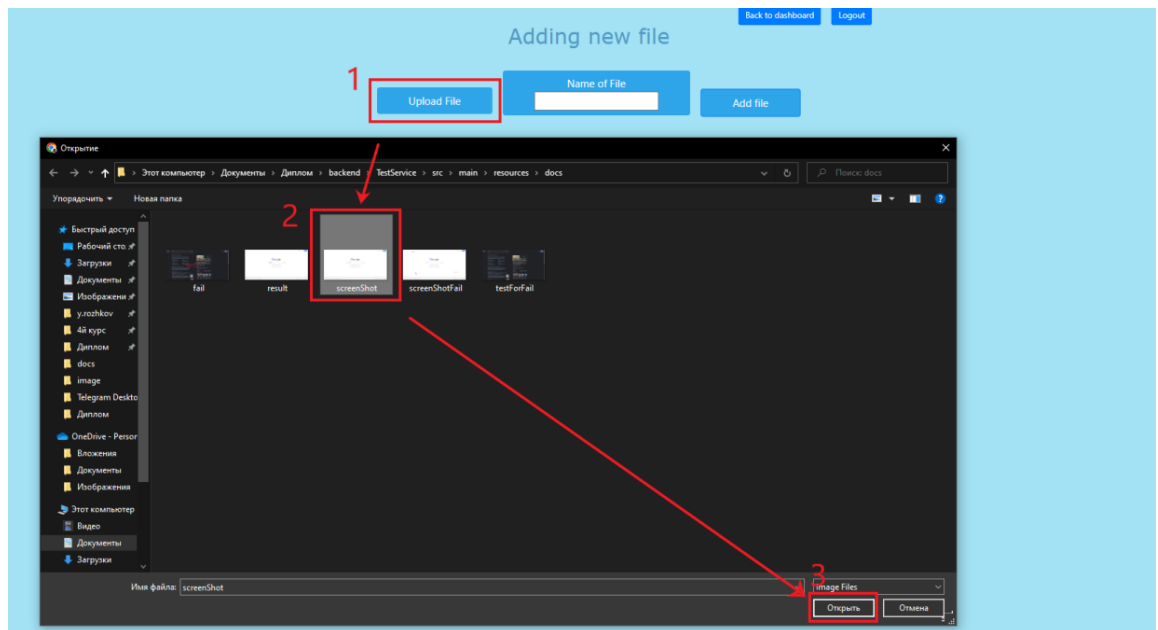 Back to dashboard
Logout
Adding new file
1
Upload File
Name of File
Add file
Открытие
Этот компьютер › Документы › Диплом › backend › TestService › src › main › resources › docs
Поиск: docs
Упорядочить
Новая папка
2
Быстрый доступ
Рабочий сто
Загрузки
Документы
Изображени
y.rozhkov
4й курс
Диплом
docs
image
Telegram Deskto
Диплом
OneDrive - Person
Вложения
Документы
Изображения
Этот компьютер
Видео
Документы
Загрузки
fail
result
screenShot
screenShotFail
testForFail
Имя файла:
screenShot
3
Image Files
Открыть
Отмена